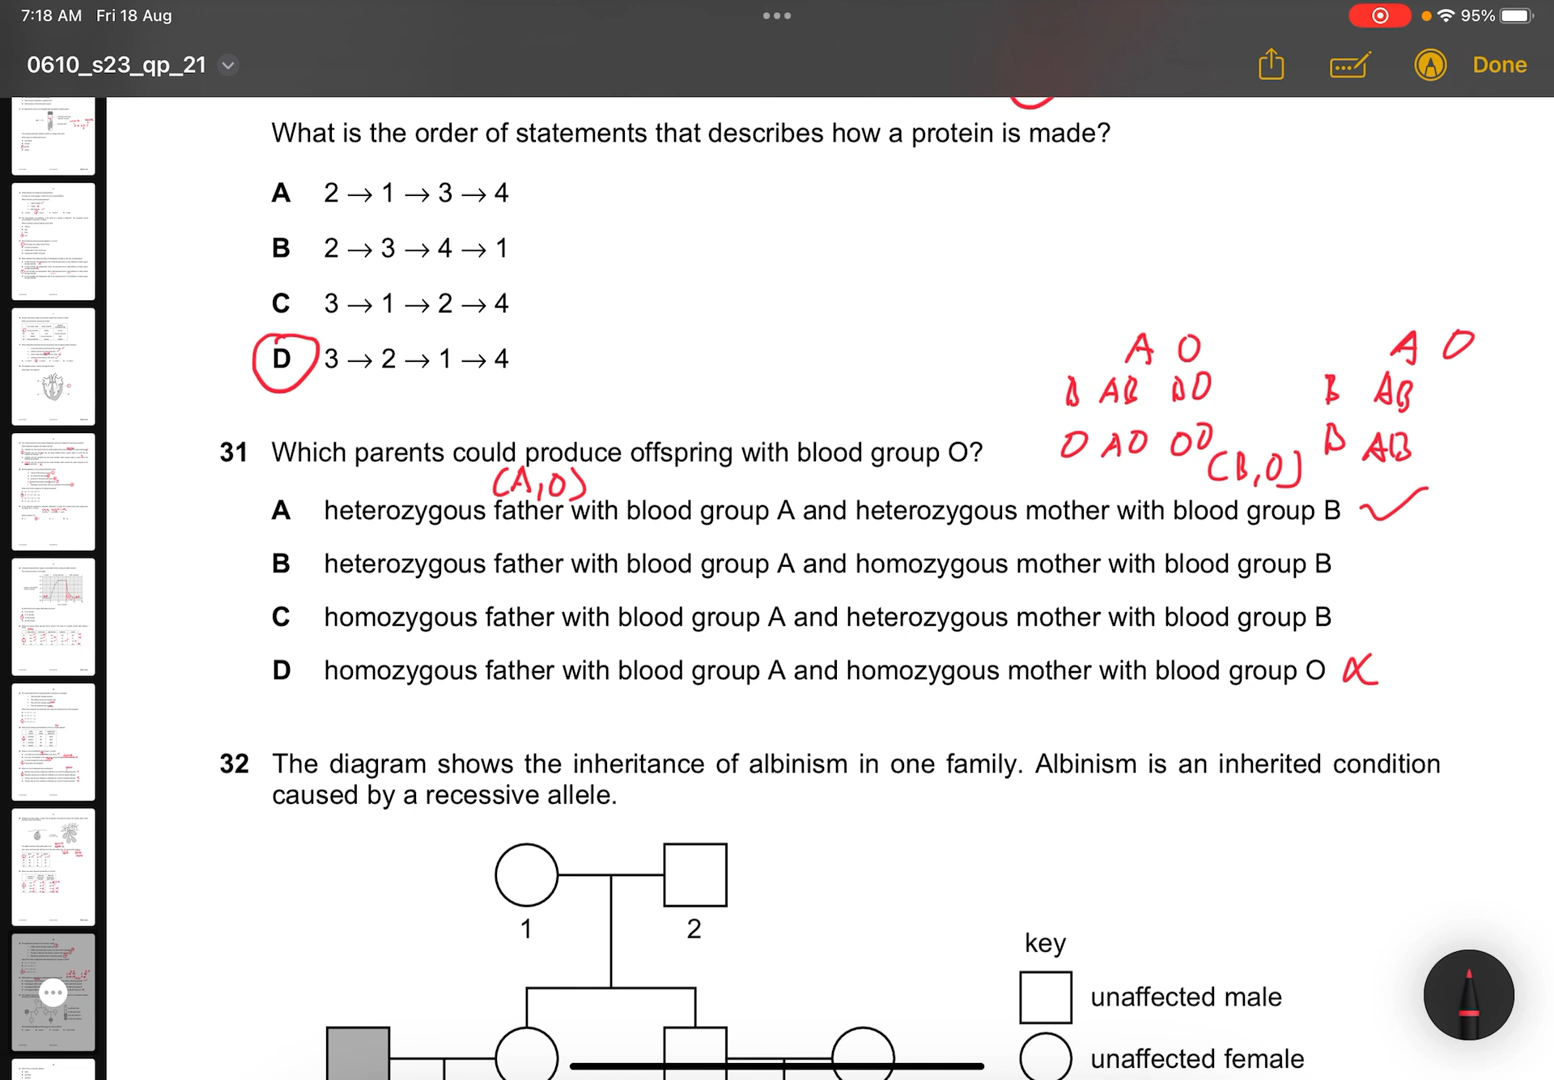 7:18 AM Fri 18 Aug
95%
0610_s23_qp_21
Done
What is the order of statements that describes how a protein is made?
A 2 → 1 → 3 → 4
B 2 → 3 → 4 → 1
C 3 → 1 → 2 → 4
D 3 → 2 → 1 → 4
A O
B AB BO
O AO OO
A O
B AB
B AB
31 Which parents could produce offspring with blood group O?
(A,O)
(B,O)
A heterozygous father with blood group A and heterozygous mother with blood group B
B heterozygous father with blood group A and homozygous mother with blood group B
C homozygous father with blood group A and heterozygous mother with blood group B
D homozygous father with blood group A and homozygous mother with blood group O
32 The diagram shows the inheritance of albinism in one family. Albinism is an inherited condition
caused by a recessive allele.
1
2
key
unaffected male
unaffected female